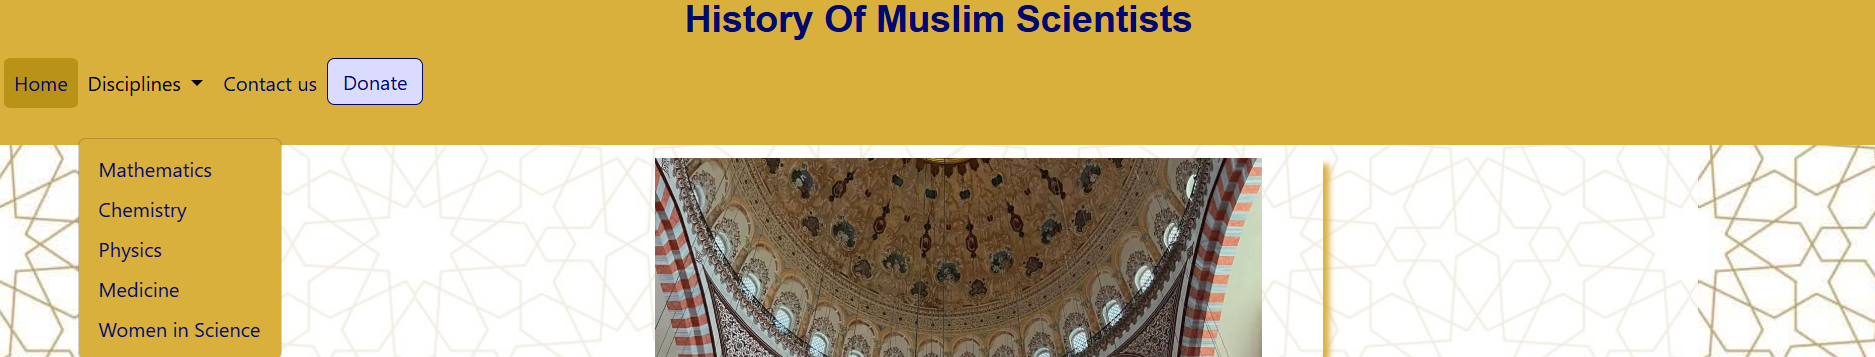 History Of Muslim Scientists
Home Disciplines Contact us Donate
Mathematics
Chemistry
Physics
Medicine
Women in Science